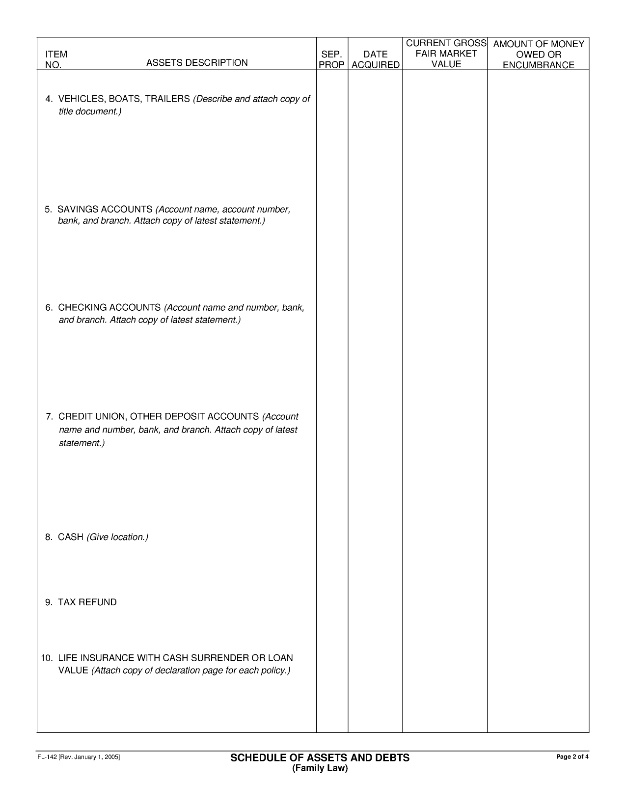 ITEM NO.
ASSETS DESCRIPTION
SEP. PROP
DATE ACQUIRED
CURRENT GROSS FAIR MARKET VALUE
AMOUNT OF MONEY OWED OR ENCUMBRANCE
4. VEHICLES, BOATS, TRAILERS (Describe and attach copy of
title document.)
5. SAVINGS ACCOUNTS (Account name, account number,
bank, and branch. Attach copy of latest statement.)
6. CHECKING ACCOUNTS (Account name and number, bank,
and branch. Attach copy of latest statement.)
7. CREDIT UNION, OTHER DEPOSIT ACCOUNTS (Account
name and number, bank, and branch. Attach copy of latest
statement.)
8. CASH (Give location.)
9. TAX REFUND
10. LIFE INSURANCE WITH CASH SURRENDER OR LOAN
VALUE (Attach copy of declaration page for each policy.)
FL-142 [Rev. January 1, 2005]
SCHEDULE OF ASSETS AND DEBTS
(Family Law)
Page 2 of 4